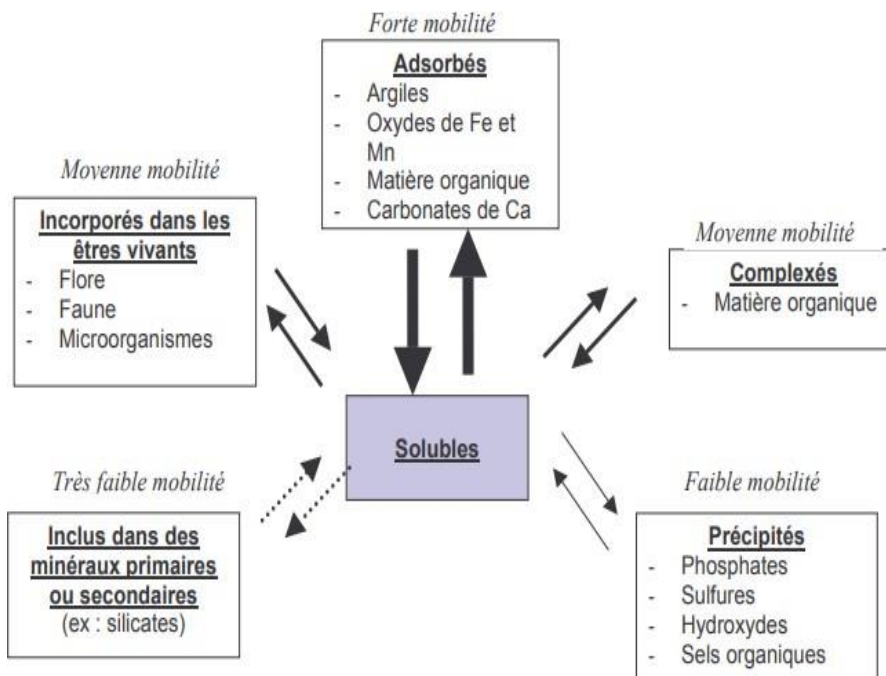 Forte mobilité
Adsorbés
- Argiles
- Oxydes de Fe et
Mn
- Matière organique
- Carbonates de Ca
Moyenne mobilité
Incorporés dans les
êtres vivants
- Flore
- Faune
- Microorganismes
Moyenne mobilité
Complexés
- Matière organique
Solubles
Très faible mobilité
Inclus dans des
minéraux primaires
ou secondaires
(ex : silicates)
Faible mobilité
Précipités
- Phosphates
- Sulfures
- Hydroxydes
- Sels organiques